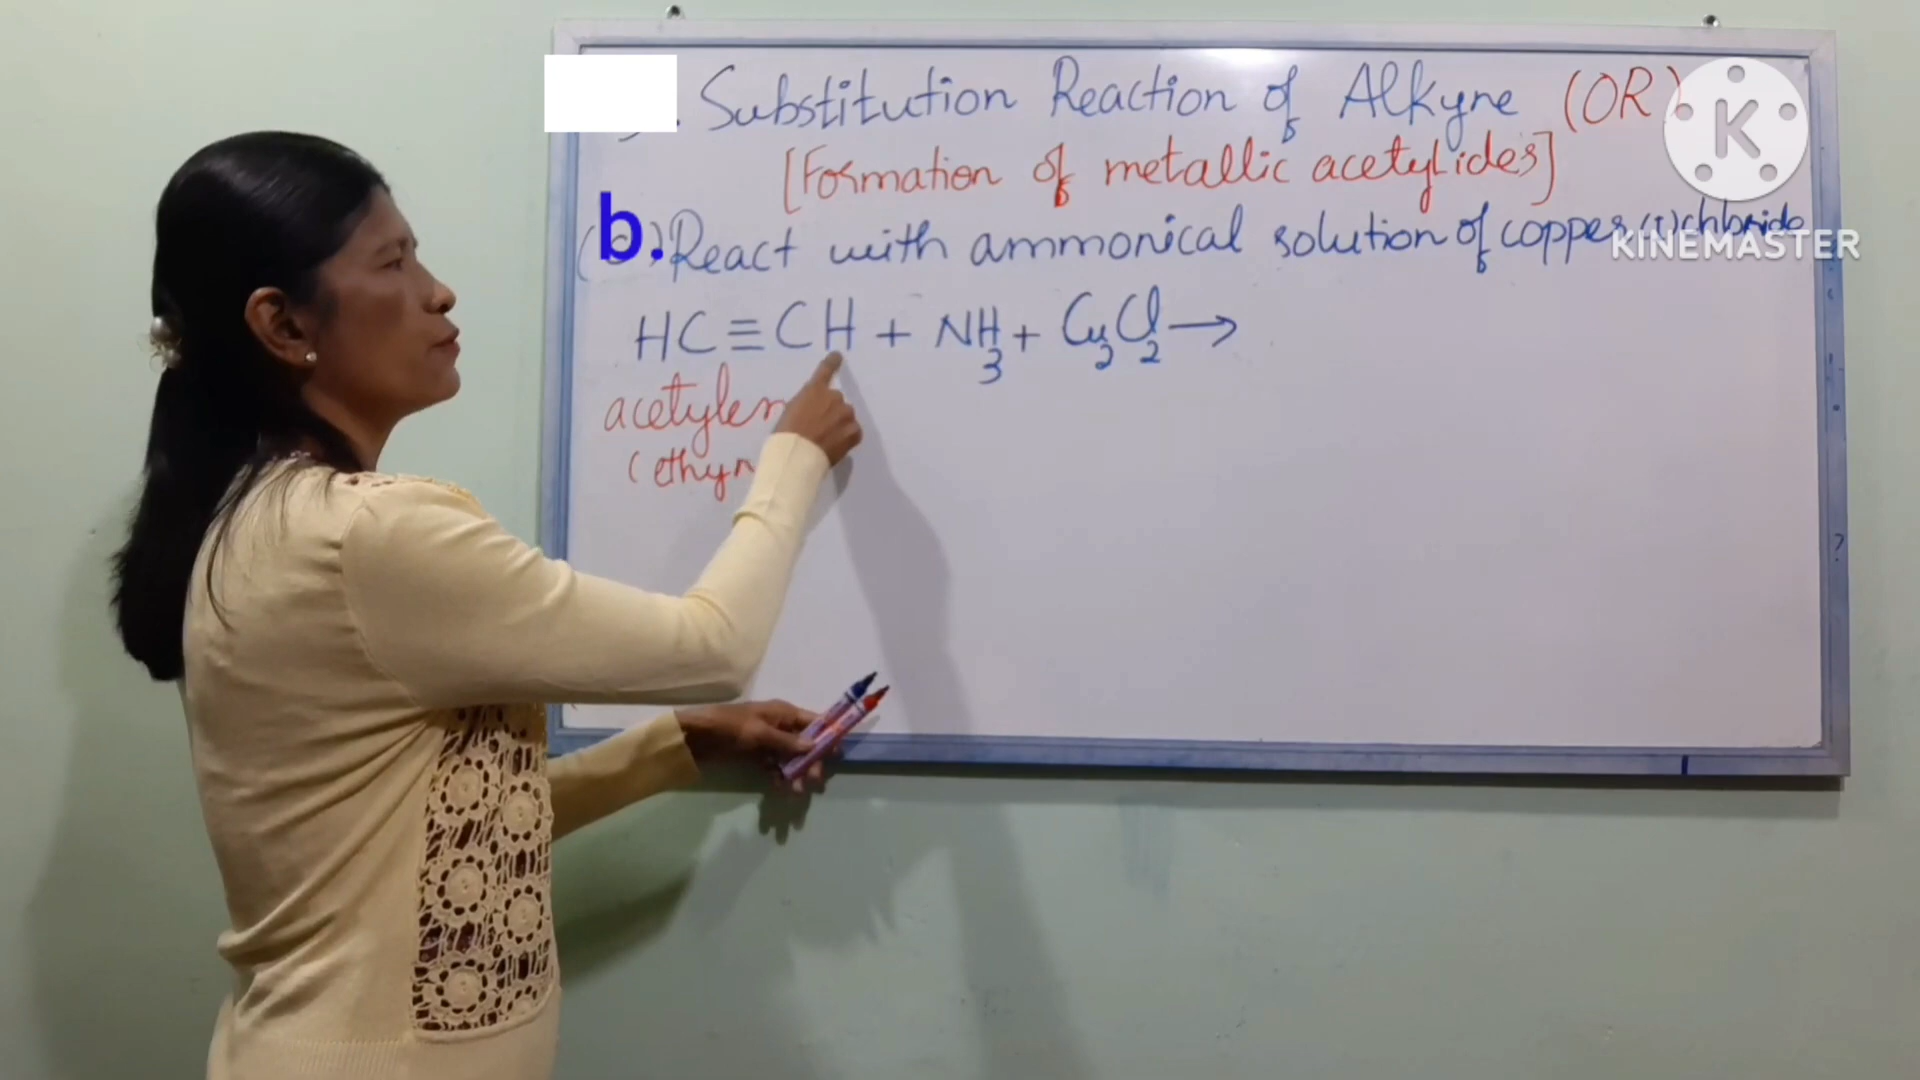 . Substitution Reaction of Alkyne (OR)
[Formation of metallic acetylides]
b. React with ammonical solution of copper (I) chloride
HC≡CH + NH₃ + Cu₂Cl₂ →
acetylen
(ethyn
K
KINEMASTER